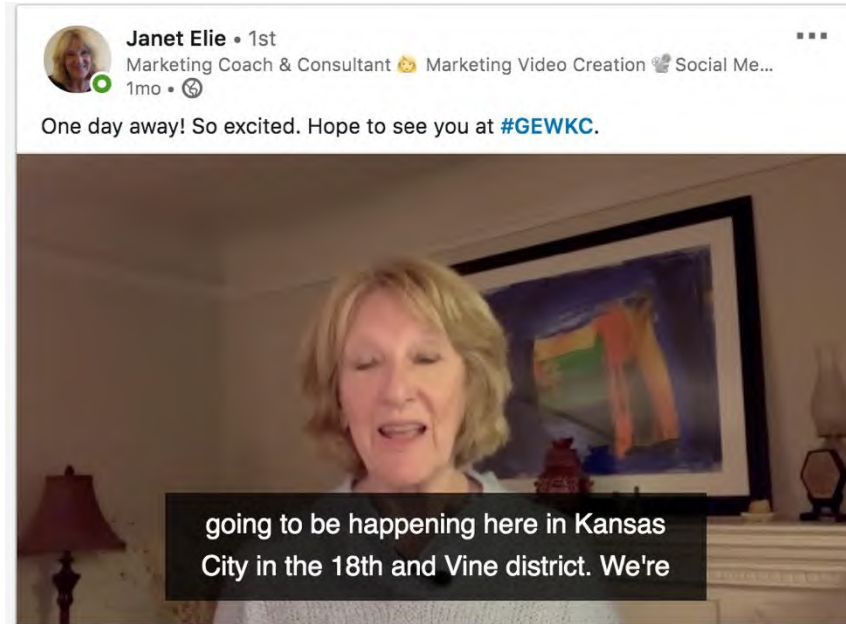 Janet Elie • 1st
Marketing Coach & Consultant 👩 Marketing Video Creation 📽 Social Me...
1mo •
One day away! So excited. Hope to see you at #GEWKC.
going to be happening here in Kansas
City in the 18th and Vine district. We're